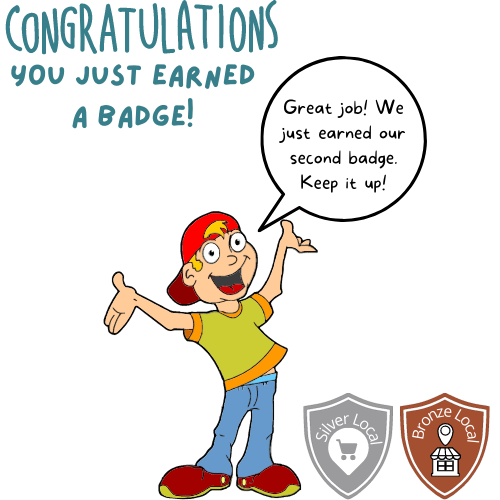 CONGRATULATIONS
YOU JUST EARNED
A BADGE!
Great job! We
just earned our
second badge.
Keep it up!
Silver Local
Bronze Local